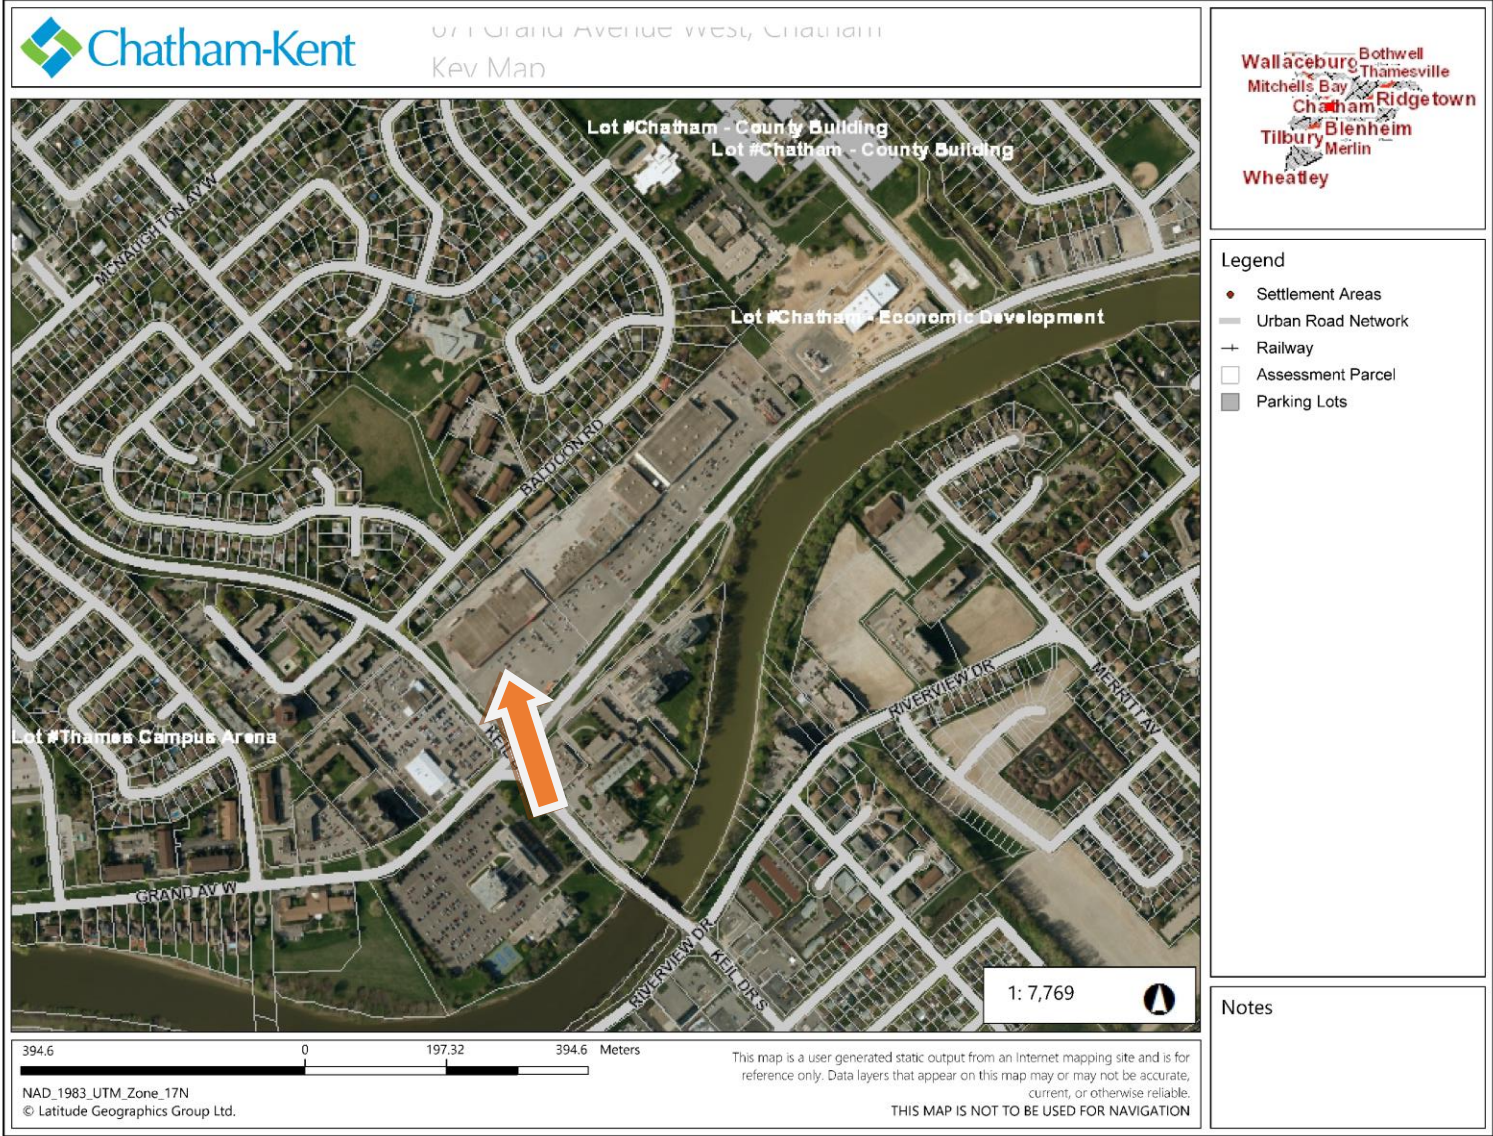 Chatham-Kent
671 Grand Avenue West, Chatham
Key Map
Wallaceburg
Bothwell
Thamesville
Mitchells Bay
Chatham
Ridgetown
Blenheim
Tilbury
Merlin
Wheatley
Lot #Chatham - County Building
Lot #Chatham - County Building
MCNAUGHTON AV W
Lot #Chatham - Economic Development
BALDOON RD
RIVERVIEW DR
MERRITT AV
Lot #Thames Campus Arena
KEIL
GRAND AV W
RIVERVIEW DR
KEIL DR S
1: 7,769
Legend
Settlement Areas
Urban Road Network
Railway
Assessment Parcel
Parking Lots
Notes
394.6 0 197.32 394.6 Meters
NAD_1983_UTM_Zone_17N
© Latitude Geographics Group Ltd.
This map is a user generated static output from an Internet mapping site and is for
reference only. Data layers that appear on this map may or may not be accurate,
current, or otherwise reliable.
THIS MAP IS NOT TO BE USED FOR NAVIGATION